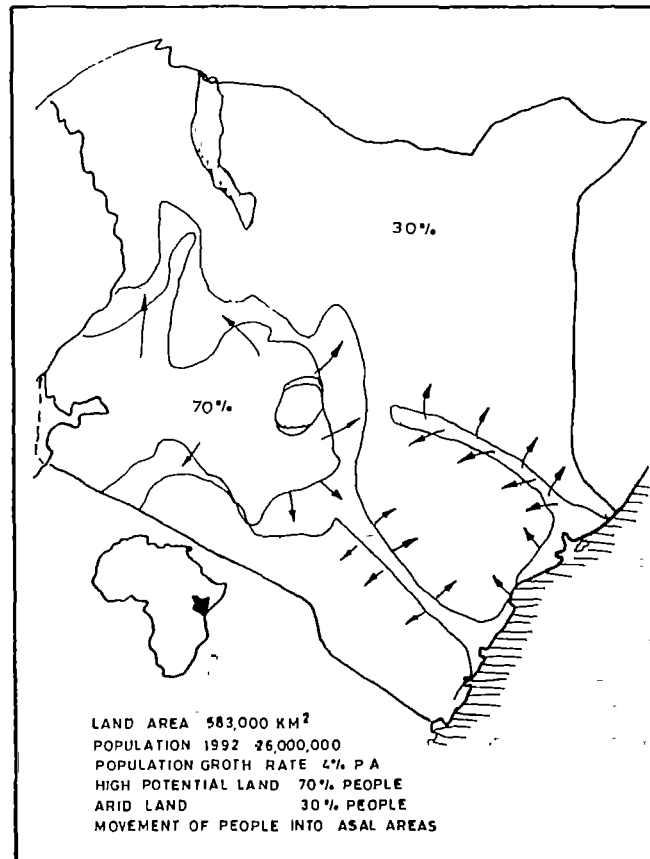 30%
70%
LAND AREA 583,000 KM²
POPULATION 1992 26,000,000
POPULATION GROTH RATE 4% P A
HIGH POTENTIAL LAND 70% PEOPLE
ARID LAND 30% PEOPLE
MOVEMENT OF PEOPLE INTO ASAL AREAS